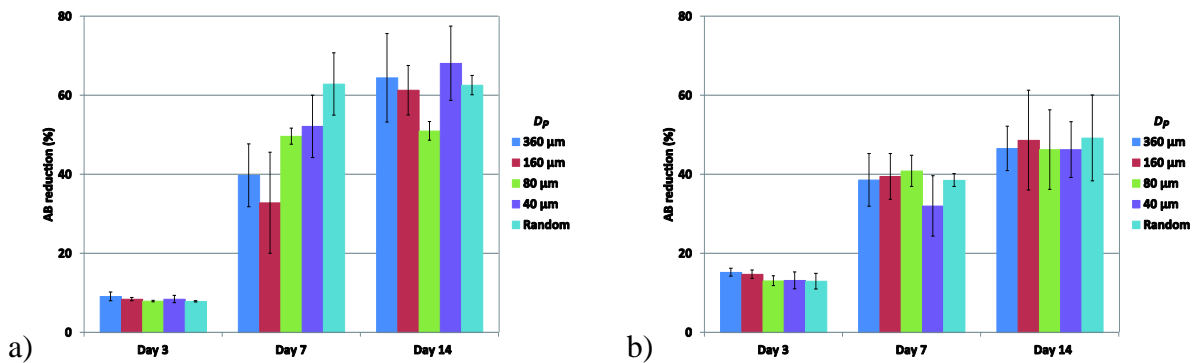 80
60
40
20
0
AB reduction (%)
Day 3 Day 7 Day 14
D_P
360 µm
160 µm
80 µm
40 µm
Random
a)
80
60
40
20
0
AB reduction (%)
Day 3 Day 7 Day 14
D_P
360 µm
160 µm
80 µm
40 µm
Random
b)